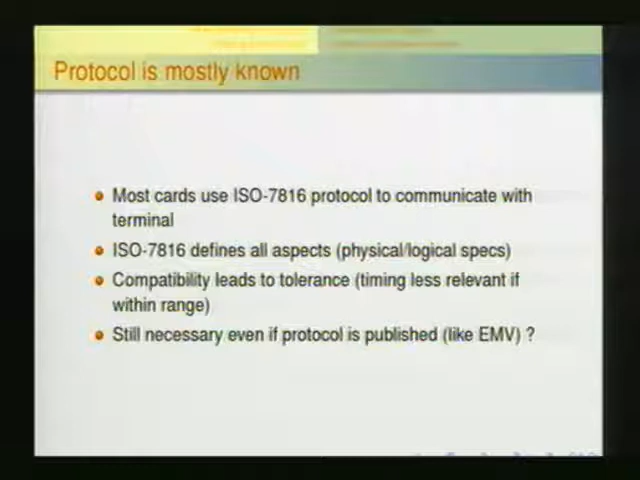 Protocol is mostly known
Most cards use ISO-7816 protocol to communicate with
terminal
ISO-7816 defines all aspects (physical/logical specs)
Compatibility leads to tolerance (timing less relevant if
within range)
Still necessary even if protocol is published (like EMV) ?